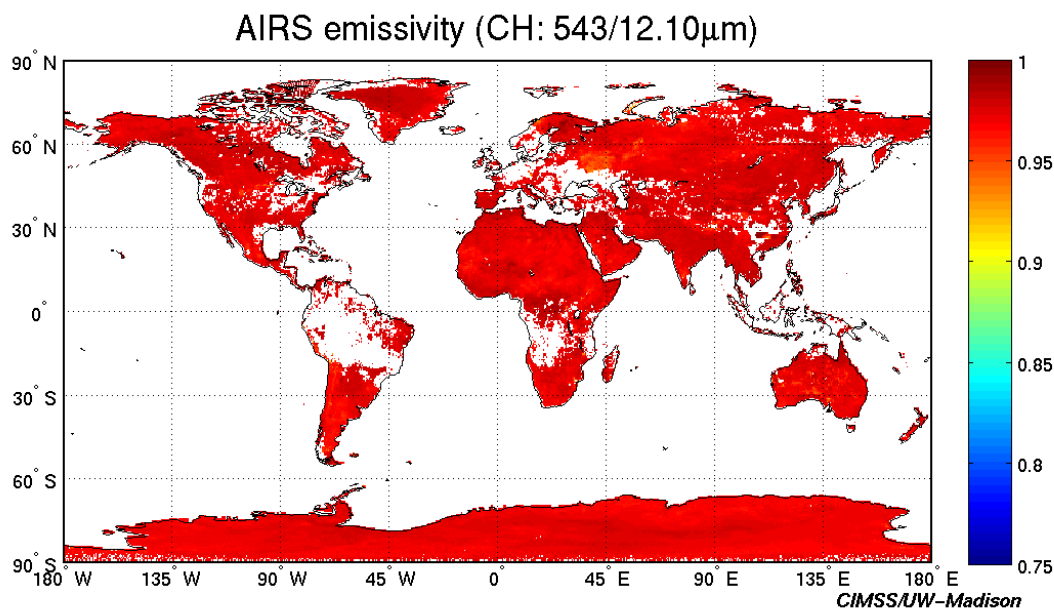 AIRS emissivity (CH: 543/12.10μm)
90° N
60° N
30° N
0°
30° S
60° S
90° S
180° W
135° W
90° W
45° W
0°
45° E
90° E
135° E
180° E
1
0.95
0.9
0.85
0.8
0.75
CIMSS/UW-Madison